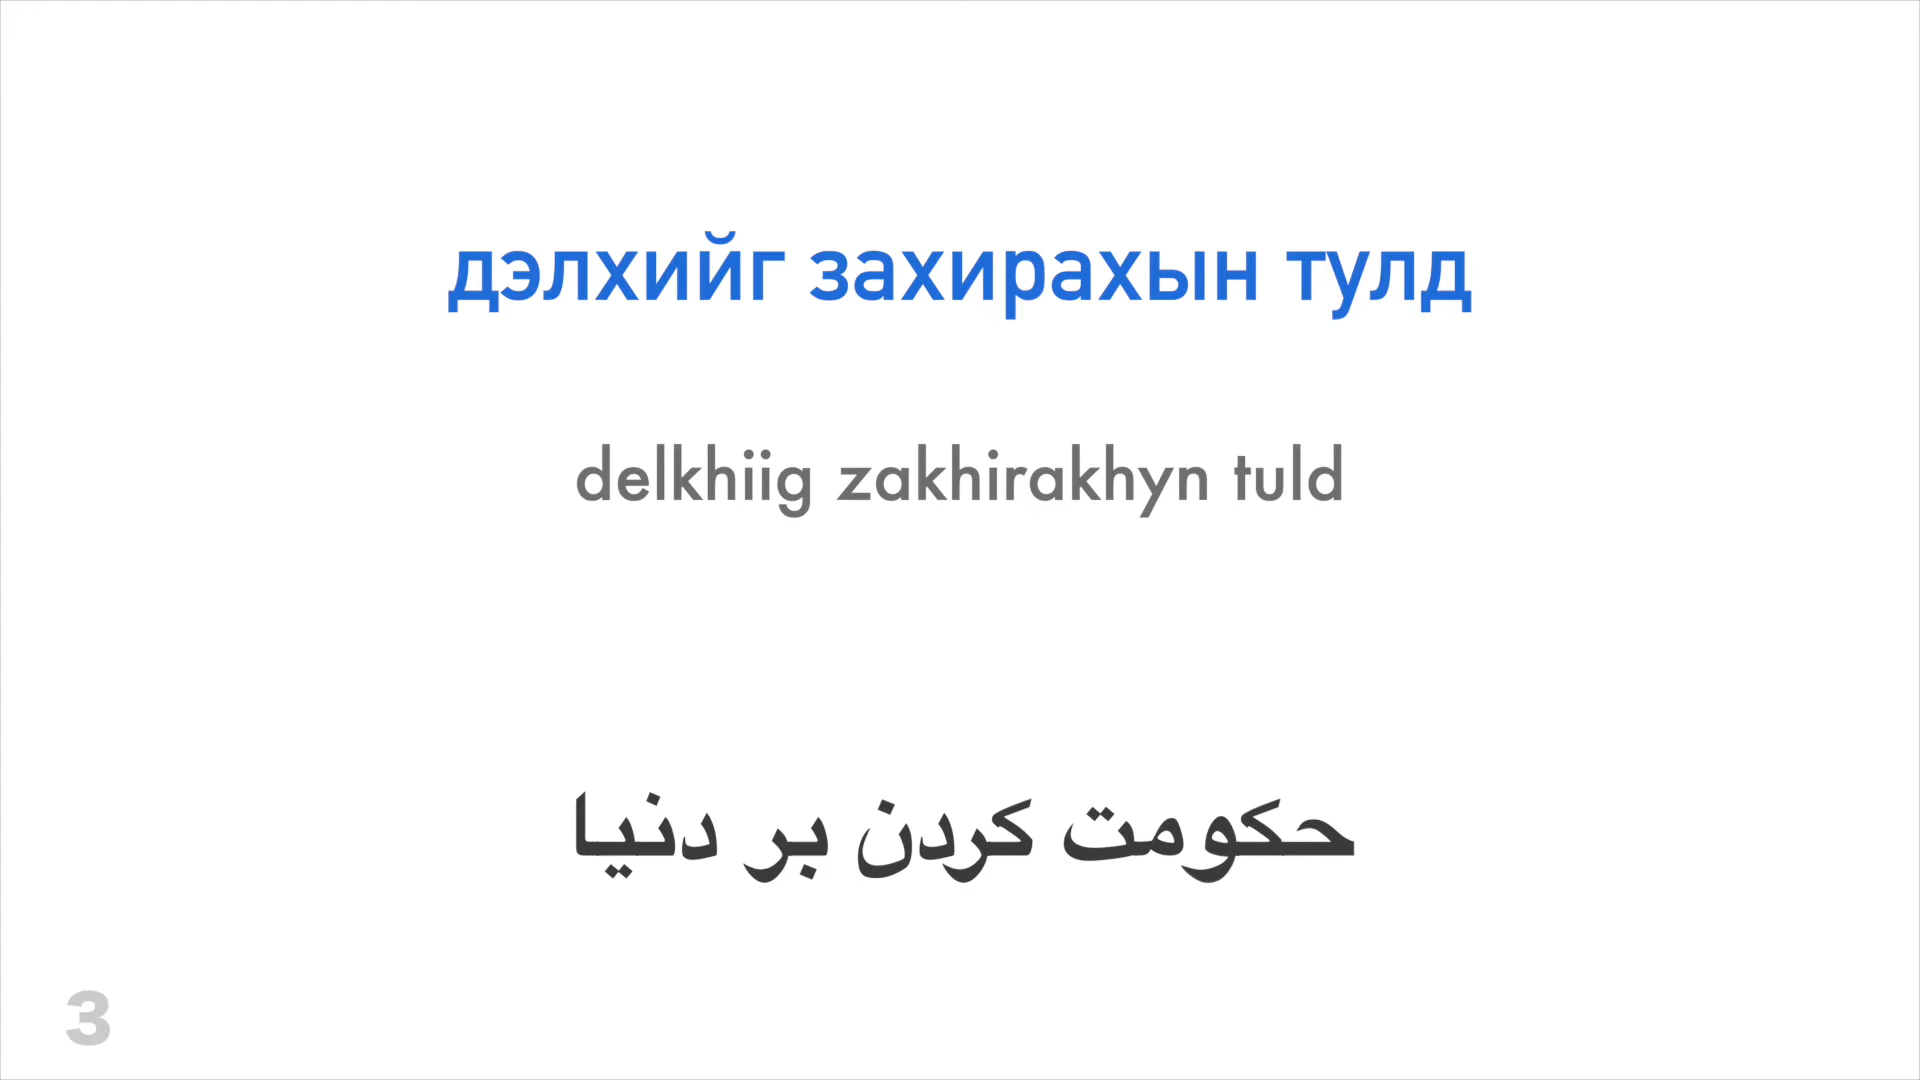 дэлхийг захирахын тулд
delkhiig zakhirakhyn tuld
حکومت کردن بر دنیا
3